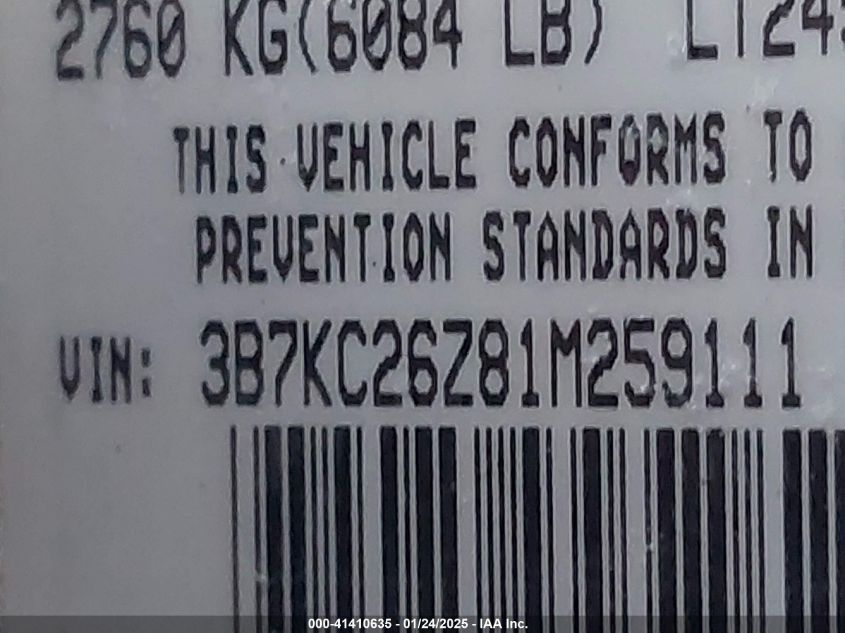 2760 KG(6084 LB) LT245
THIS VEHICLE CONFORMS TO
PREVENTION STANDARDS IN
VIN: 3B7KC26Z81M259111
000-41410635 - 01/24/2025 - IAA Inc.